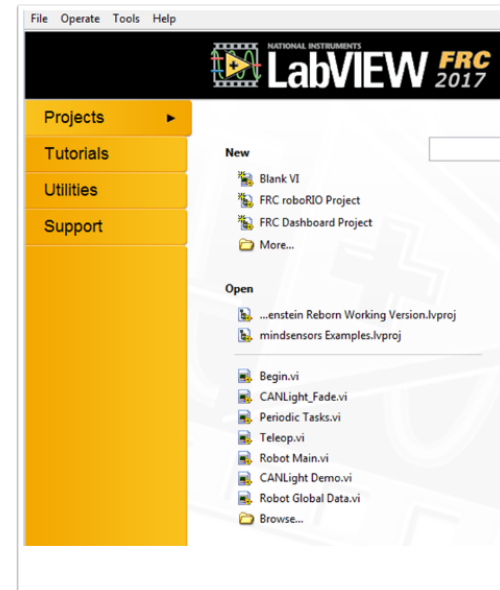 File Operate Tools Help
NATIONAL INSTRUMENTS
LabVIEW FRC 2017
Projects
Tutorials
Utilities
Support
New
Blank VI
FRC roboRIO Project
FRC Dashboard Project
More...
Open
...enstein Reborn Working Version.lvproj
mindsensors Examples.lvproj
Begin.vi
CANLight_Fade.vi
Periodic Tasks.vi
Teleop.vi
Robot Main.vi
CANLight Demo.vi
Robot Global Data.vi
Browse...